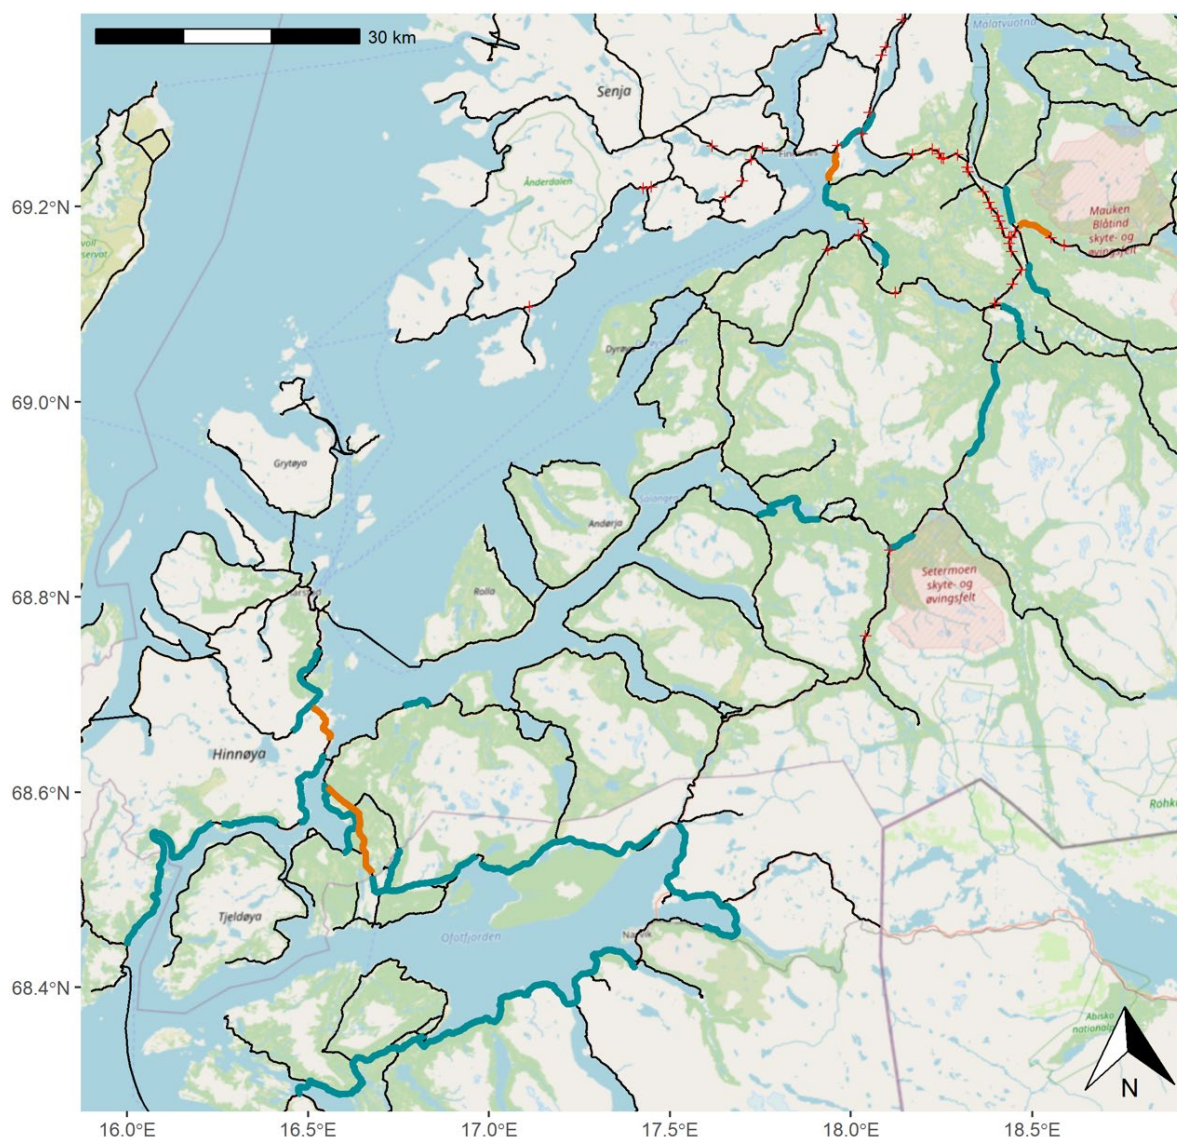 30 km
Malatvuotna
Senja
69.2°N
Ånderdalen
Mauken
Blåtind
skyte- og
øvingsfelt
Dyrøya
69.0°N
Grytøya
Andørja
68.8°N
Rolla
Setermoen
skyte- og
øvingsfelt
Hinnøya
68.6°N
Tjeldøya
Ofotfjorden
Narvik
68.4°N
Abisko
N
16.0°E 16.5°E 17.0°E 17.5°E 18.0°E 18.5°E